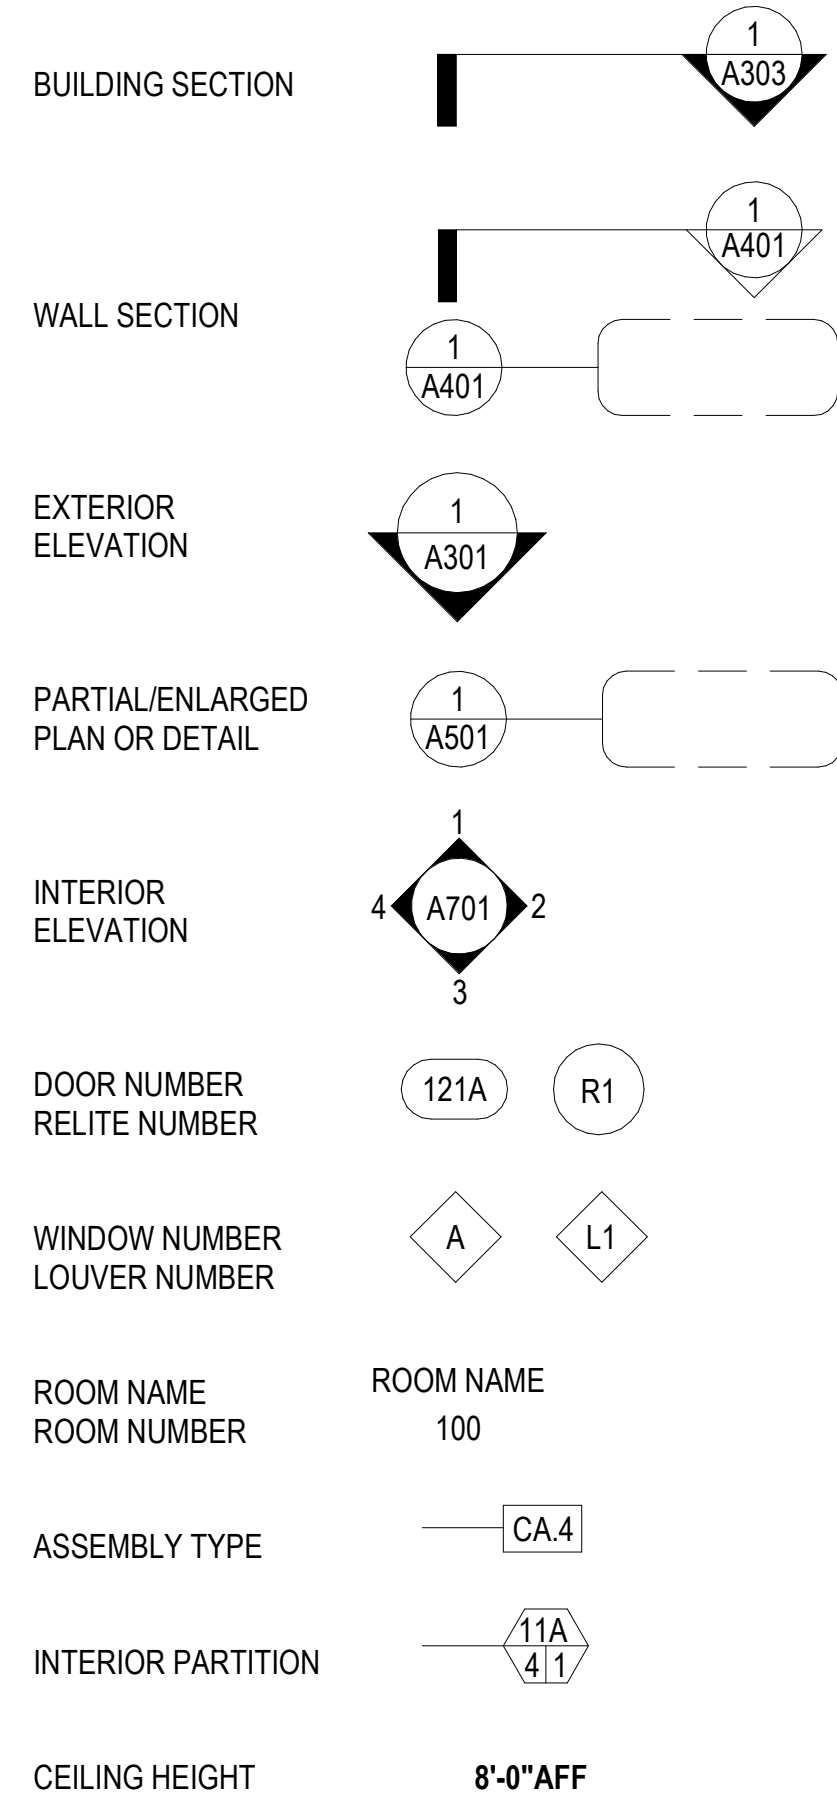 BUILDING SECTION
1
A303
WALL SECTION
1
A401
1
A401
EXTERIOR
ELEVATION
1
A301
PARTIAL/ENLARGED
PLAN OR DETAIL
1
A501
INTERIOR
ELEVATION
1
4 A701 2
3
DOOR NUMBER
RELITE NUMBER
121A R1
WINDOW NUMBER
LOUVER NUMBER
A L1
ROOM NAME
ROOM NUMBER
ROOM NAME
100
ASSEMBLY TYPE
CA.4
INTERIOR PARTITION
11A
4 1
CEILING HEIGHT 8'-0"AFF